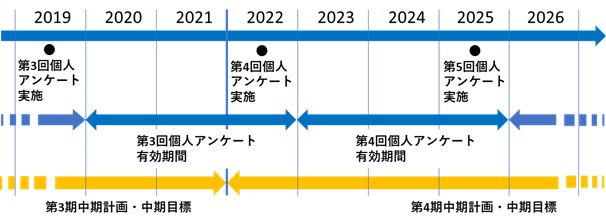 2019 2020 2021 2022 2023 2024 2025 2026
第3回個人
アンケート
実施
第4回個人
アンケート
実施
第5回個人
アンケート
実施
第3回個人アンケート
有効期間
第4回個人アンケート
有効期間
第3期中期計画・中期目標
第4期中期計画・中期目標